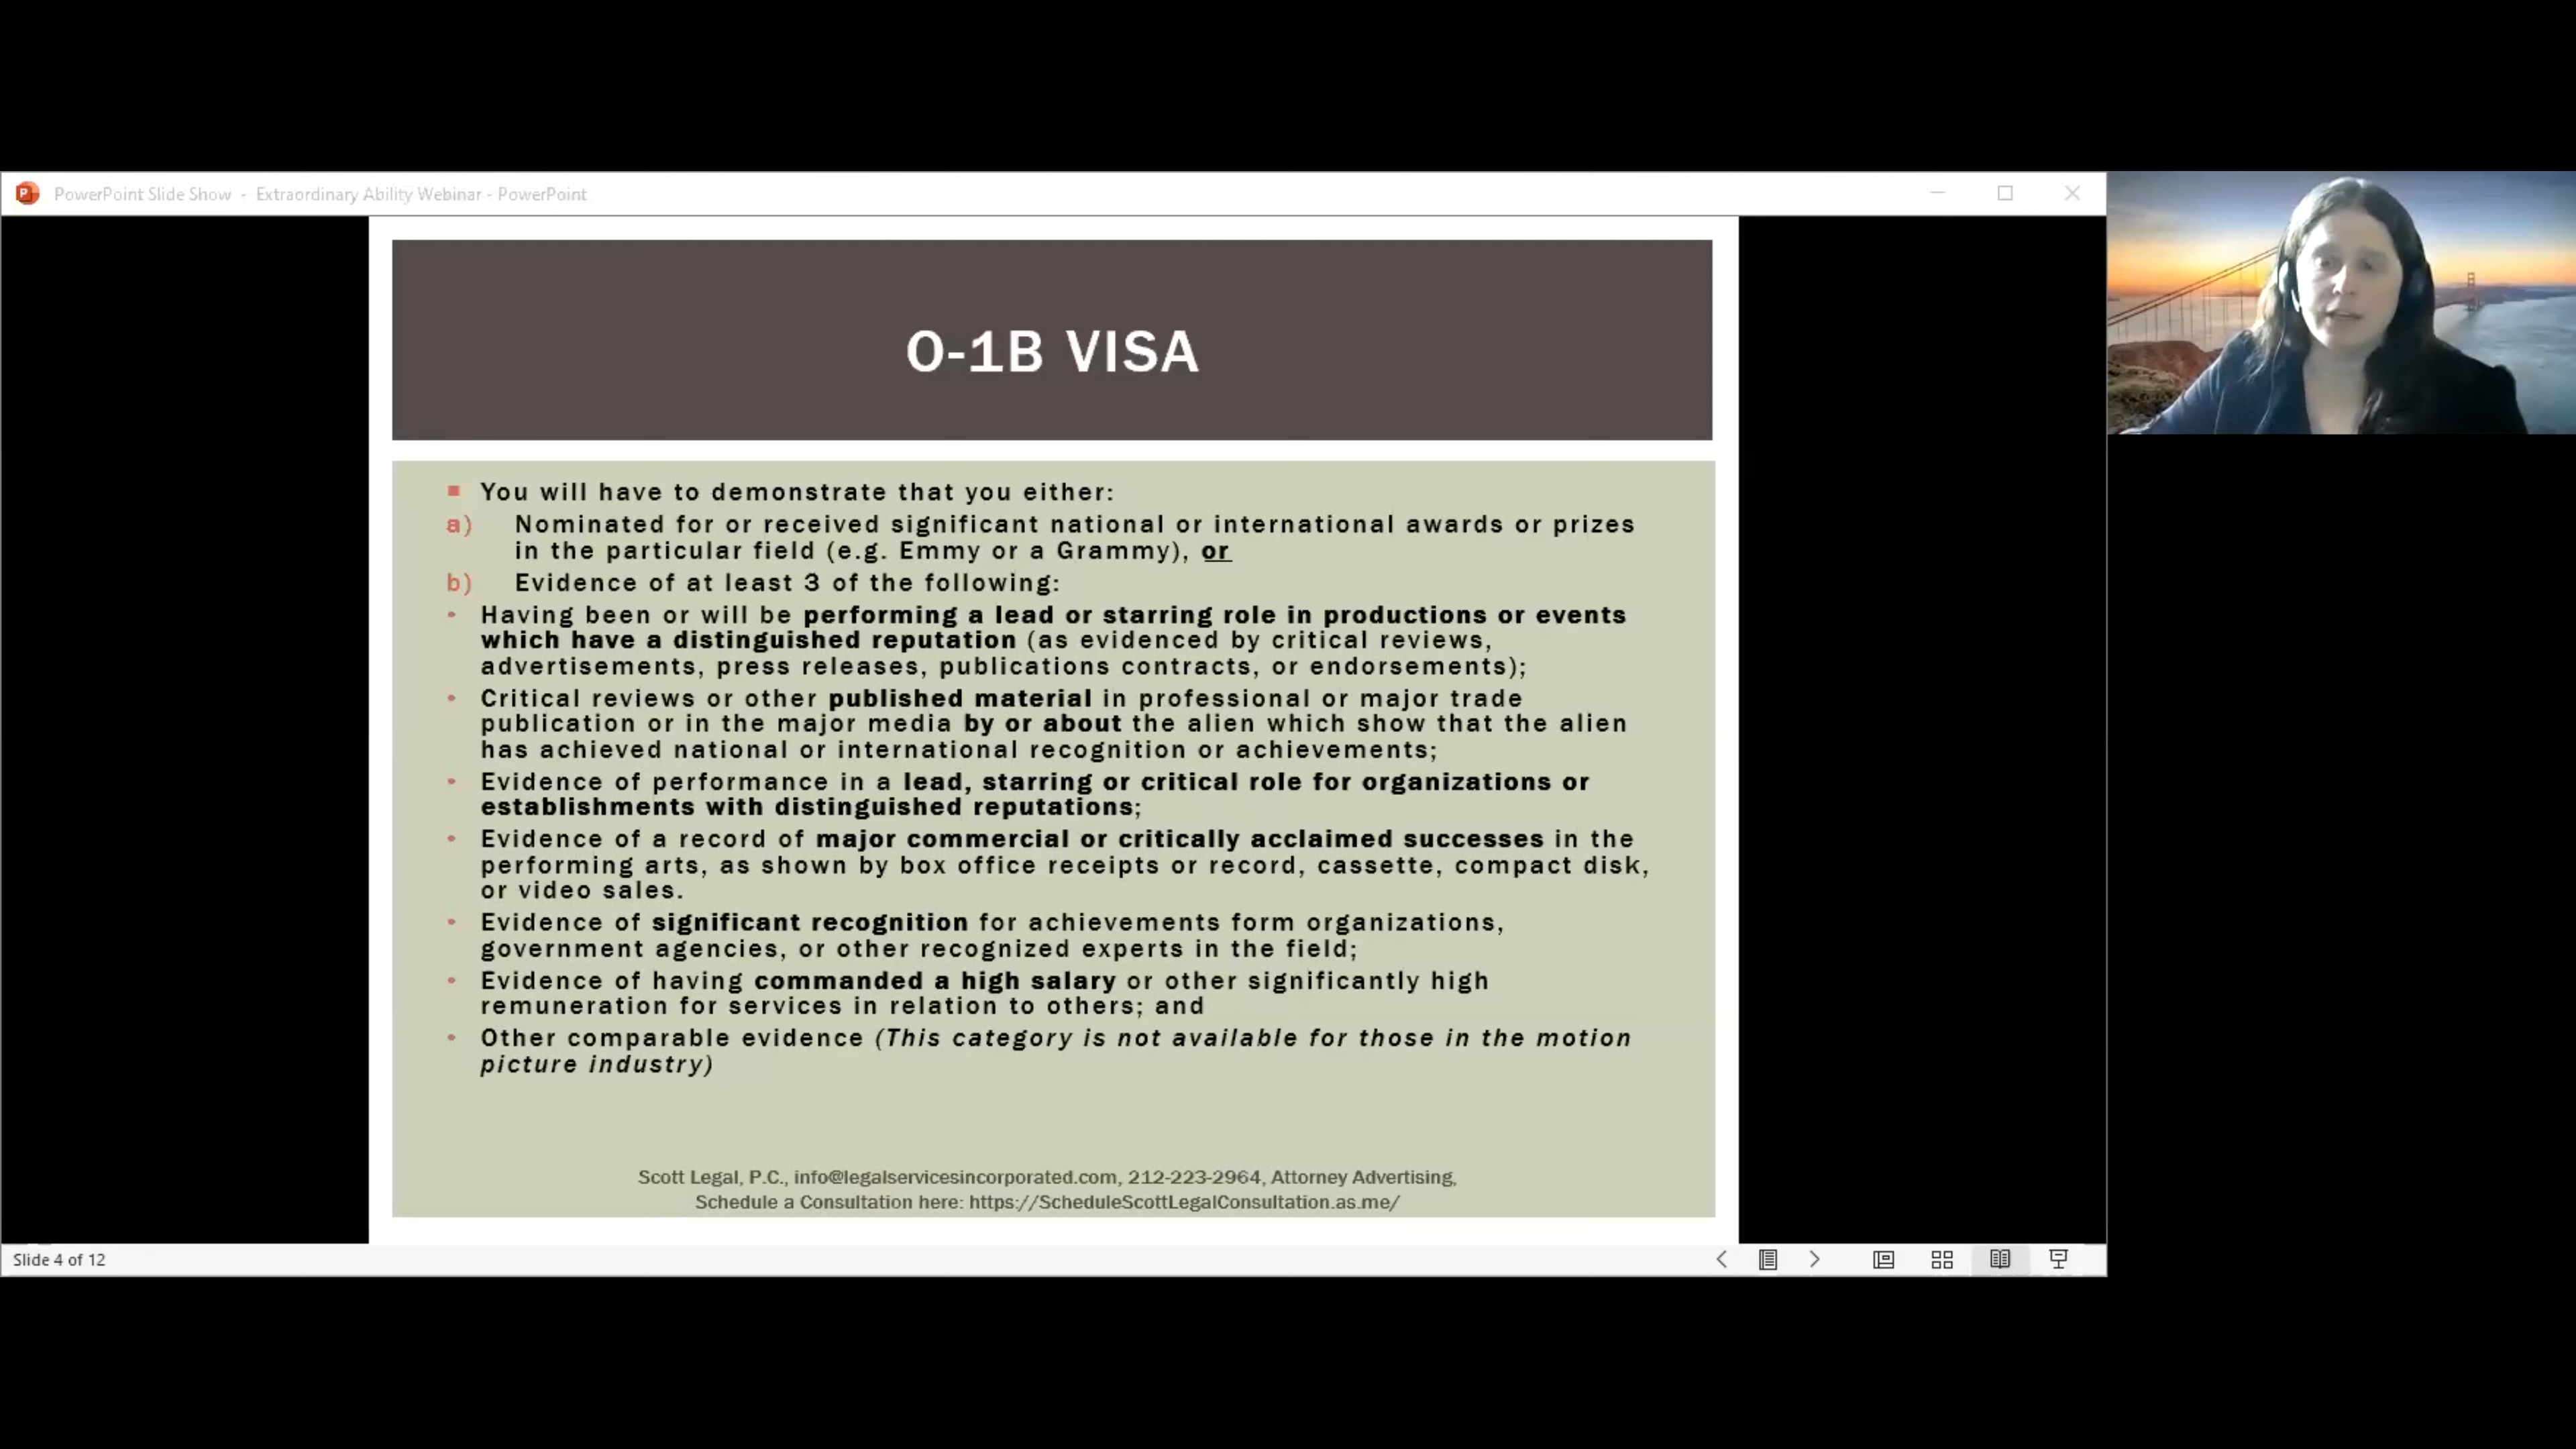 PowerPoint Slide Show - Extraordinary Ability Webinar - PowerPoint
O-1B VISA
You will have to demonstrate that you either:
a) Nominated for or received significant national or international awards or prizes
in the particular field (e.g. Emmy or a Grammy), or
b) Evidence of at least 3 of the following:
• Having been or will be performing a lead or starring role in productions or events
which have a distinguished reputation (as evidenced by critical reviews,
advertisements, press releases, publications contracts, or endorsements);
• Critical reviews or other published material in professional or major trade
publication or in the major media by or about the alien which show that the alien
has achieved national or international recognition or achievements;
• Evidence of performance in a lead, starring or critical role for organizations or
establishments with distinguished reputations;
• Evidence of a record of major commercial or critically acclaimed successes in the
performing arts, as shown by box office receipts or record, cassette, compact disk,
or video sales.
• Evidence of significant recognition for achievements form organizations,
government agencies, or other recognized experts in the field;
• Evidence of having commanded a high salary or other significantly high
remuneration for services in relation to others; and
• Other comparable evidence (This category is not available for those in the motion
picture industry)
Scott Legal, P.C., info@legalservicesincorporated.com, 212-223-2964, Attorney Advertising,
Schedule a Consultation here: https://ScheduleScottLegalConsultation.as.me/
Slide 4 of 12